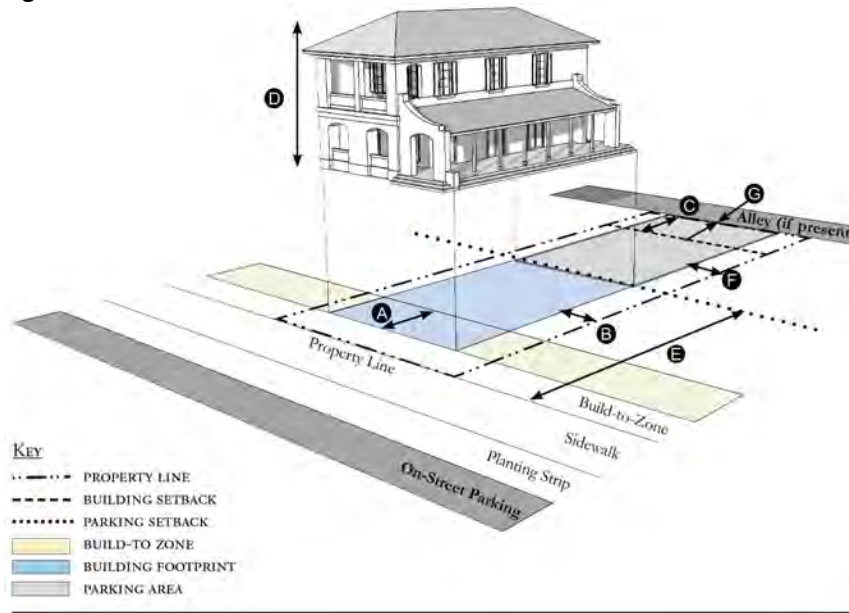 D
C
G
Alley (if present
F
A
B
E
Property Line
Build-to-Zone
Sidewalk
Planting Strip
On-Street Parking
KEY
PROPERTY LINE
BUILDING SETBACK
PARKING SETBACK
BUILD-TO ZONE
BUILDING FOOTPRINT
PARKING AREA